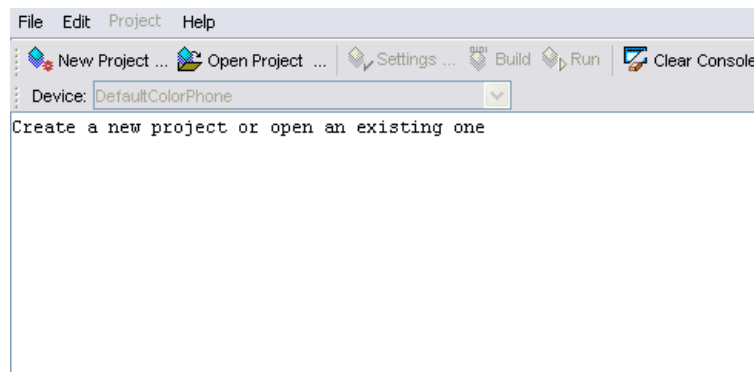 File Edit Project Help
New Project ... Open Project ... Settings ... Build Run Clear Console
Device: DefaultColorPhone
Create a new project or open an existing one